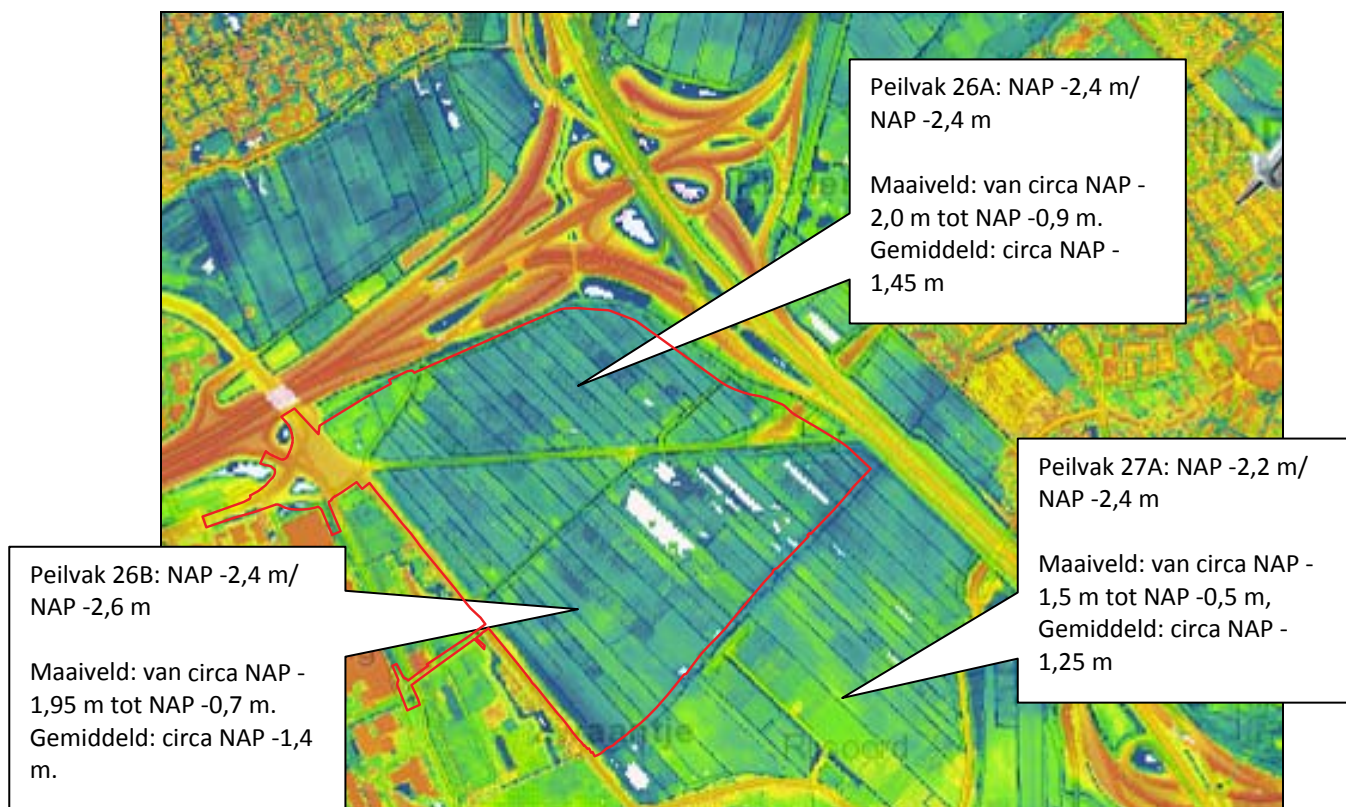 Peilvak 26A: NAP -2,4 m/
NAP -2,4 m
Maaiveld: van circa NAP -
2,0 m tot NAP -0,9 m.
Gemiddeld: circa NAP -
1,45 m
Peilvak 27A: NAP -2,2 m/
NAP -2,4 m
Maaiveld: van circa NAP -
1,5 m tot NAP -0,5 m,
Gemiddeld: circa NAP -
1,25 m
Peilvak 26B: NAP -2,4 m/
NAP -2,6 m
Maaiveld: van circa NAP -
1,95 m tot NAP -0,7 m.
Gemiddeld: circa NAP -1,4
m.